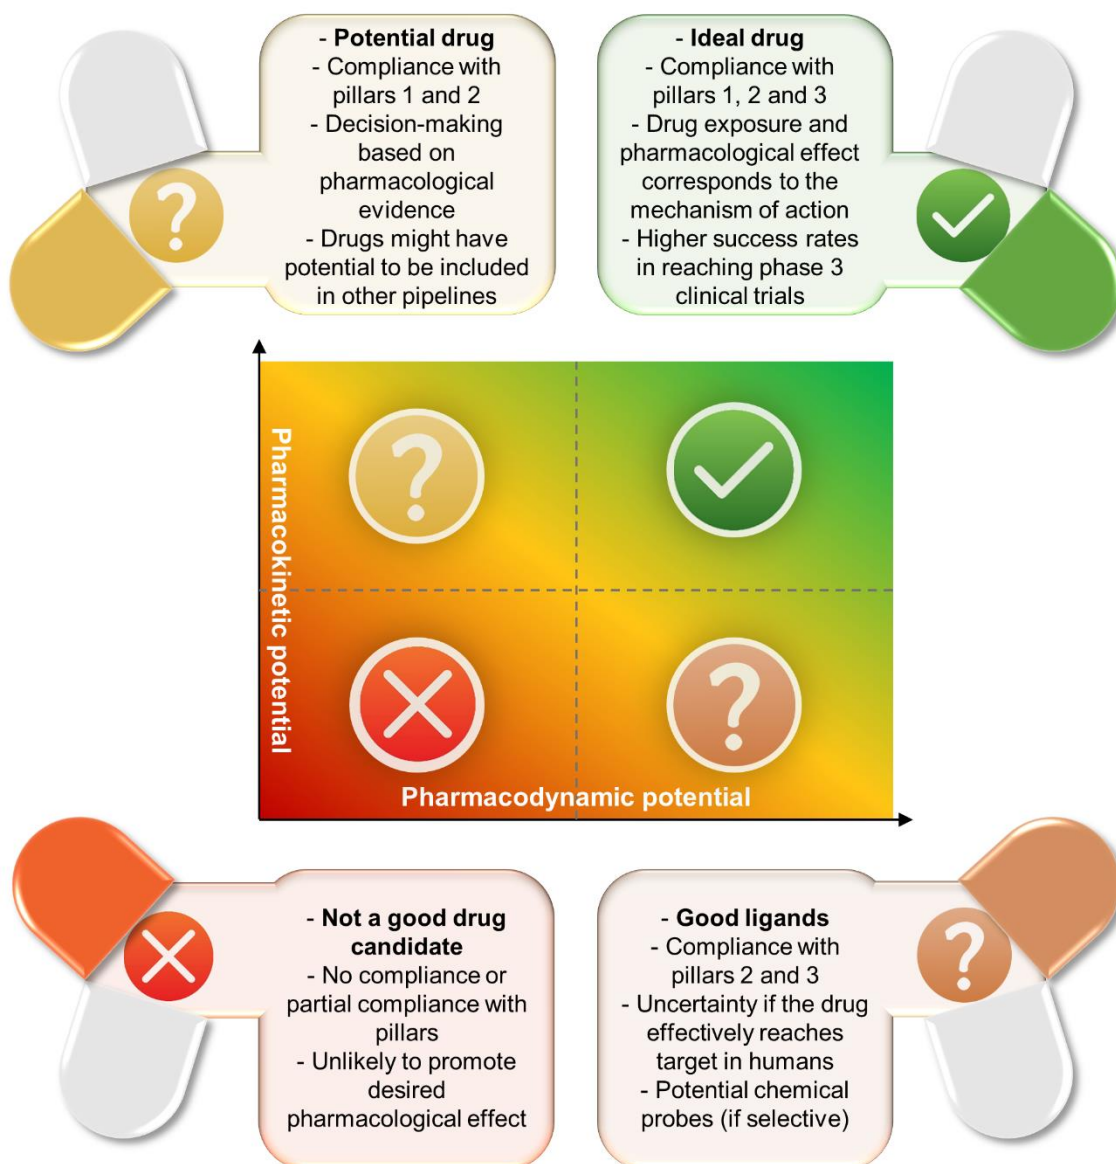 - Potential drug
- Compliance with
pillars 1 and 2
- Decision-making
based on
pharmacological
evidence
- Drugs might have
potential to be included
in other pipelines
- Ideal drug
- Compliance with
pillars 1, 2 and 3
- Drug exposure and
pharmacological effect
corresponds to the
mechanism of action
- Higher success rates
in reaching phase 3
clinical trials
?
Pharmacokinetic potential
?
?
Pharmacodynamic potential
- Not a good drug
candidate
- No compliance or
partial compliance with
pillars
- Unlikely to promote
desired
pharmacological effect
- Good ligands
- Compliance with
pillars 2 and 3
- Uncertainty if the drug
effectively reaches
target in humans
- Potential chemical
probes (if selective)
?